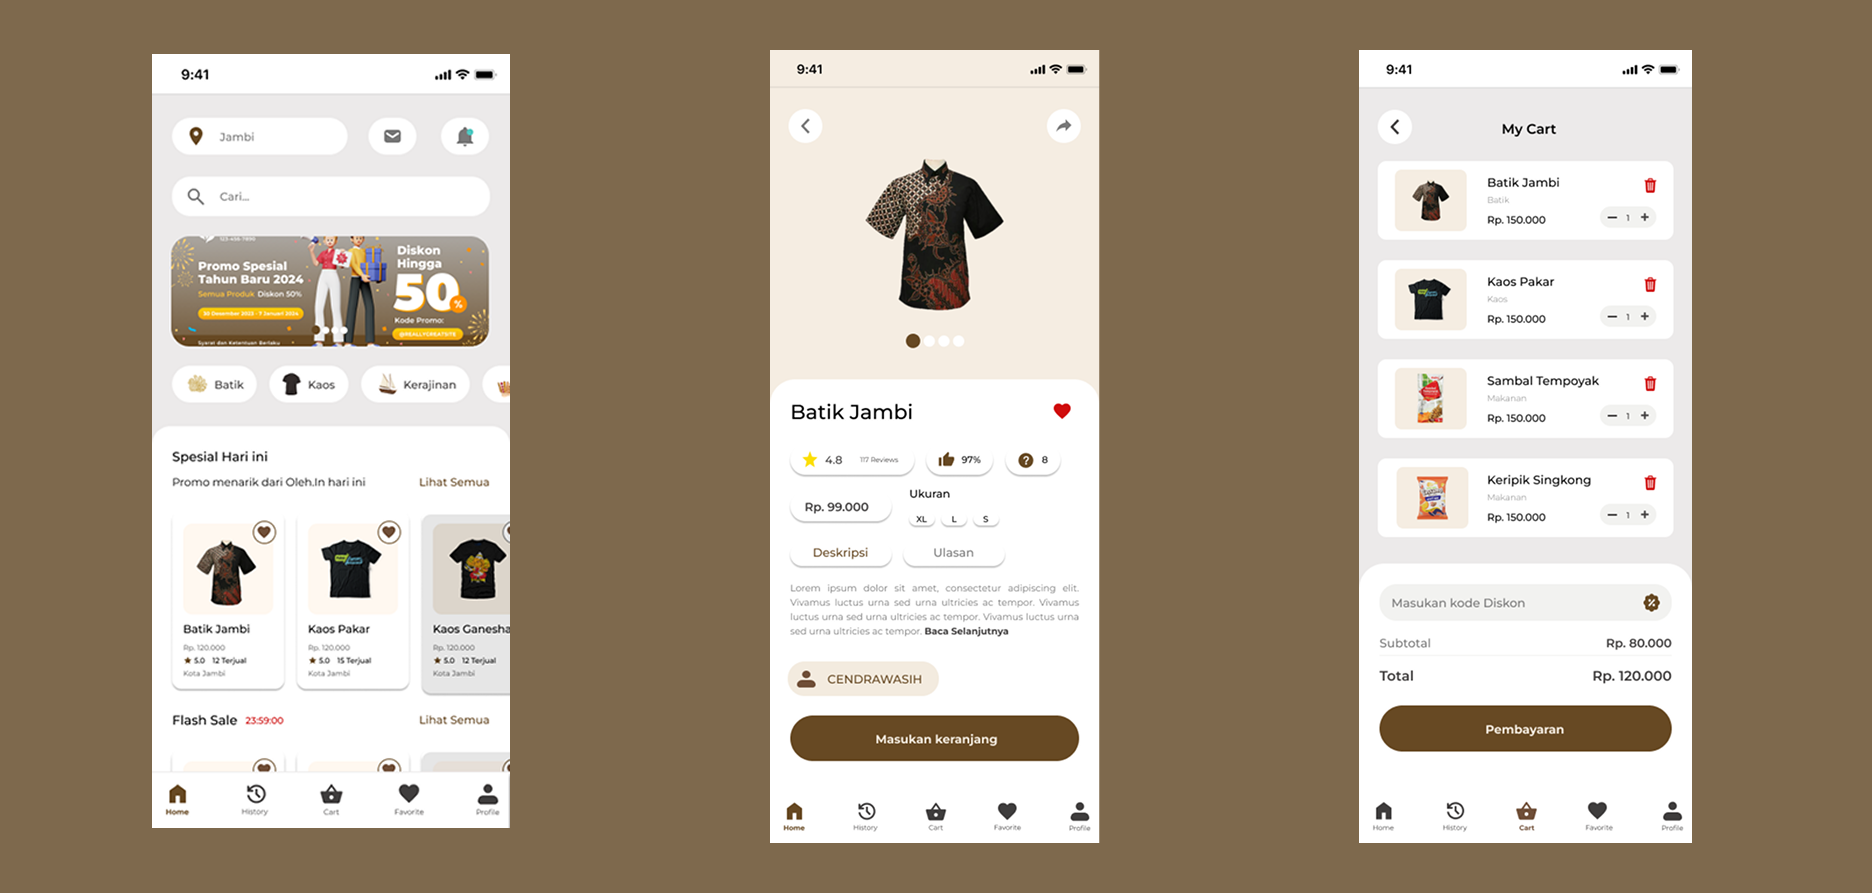 9:41
Jambi
Cari...
123-456-7890
Promo Spesial
Tahun Baru 2024
Semua Produk Diskon 50%
30 Desember 2023 - 7 Januari 2024
Syarat dan Ketentuan Berlaku
Diskon
Hingga
50%
Kode Promo:
@REALLYGREATSITE
Batik
Kaos
Kerajinan
Spesial Hari ini
Promo menarik dari Oleh.In hari ini
Lihat Semua
Batik Jambi
Rp. 120.000
5.0 12 Terjual
Kota Jambi
Kaos Pakar
Rp. 120.000
5.0 15 Terjual
Kota Jambi
Kaos Ganesha
Rp. 120.000
5.0 12 Terjual
Kota Jambi
Flash Sale 23:59:00
Lihat Semua
Home
History
Cart
Favorite
Profile
9:41
Batik Jambi
4.8 117 Reviews
97%
8
Rp. 99.000
Ukuran
XL L S
Deskripsi
Ulasan
Lorem ipsum dolor sit amet, consectetur adipiscing elit.
Vivamus luctus urna sed urna ultricies ac tempor. Vivamus
luctus urna sed urna ultricies ac tempor. Vivamus luctus urna
sed urna ultricies ac tempor. Baca Selanjutnya
CENDRAWASIH
Masukan keranjang
Home
History
Cart
Favorite
Profile
9:41
My Cart
Batik Jambi
Batik
Rp. 150.000
1
Kaos Pakar
Kaos
Rp. 150.000
1
Sambal Tempoyak
Makanan
Rp. 150.000
1
Keripik Singkong
Makanan
Rp. 150.000
1
Masukan kode Diskon
Subtotal
Rp. 80.000
Total
Rp. 120.000
Pembayaran
Home
History
Cart
Favorite
Profile